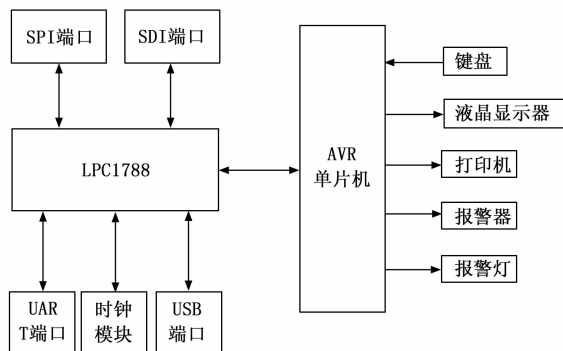 SPI端口
SDI端口
LPC1788
UAR
T端口
时钟
模块
USB
端口
AVR
单片机
键盘
液晶显示器
打印机
报警器
报警灯